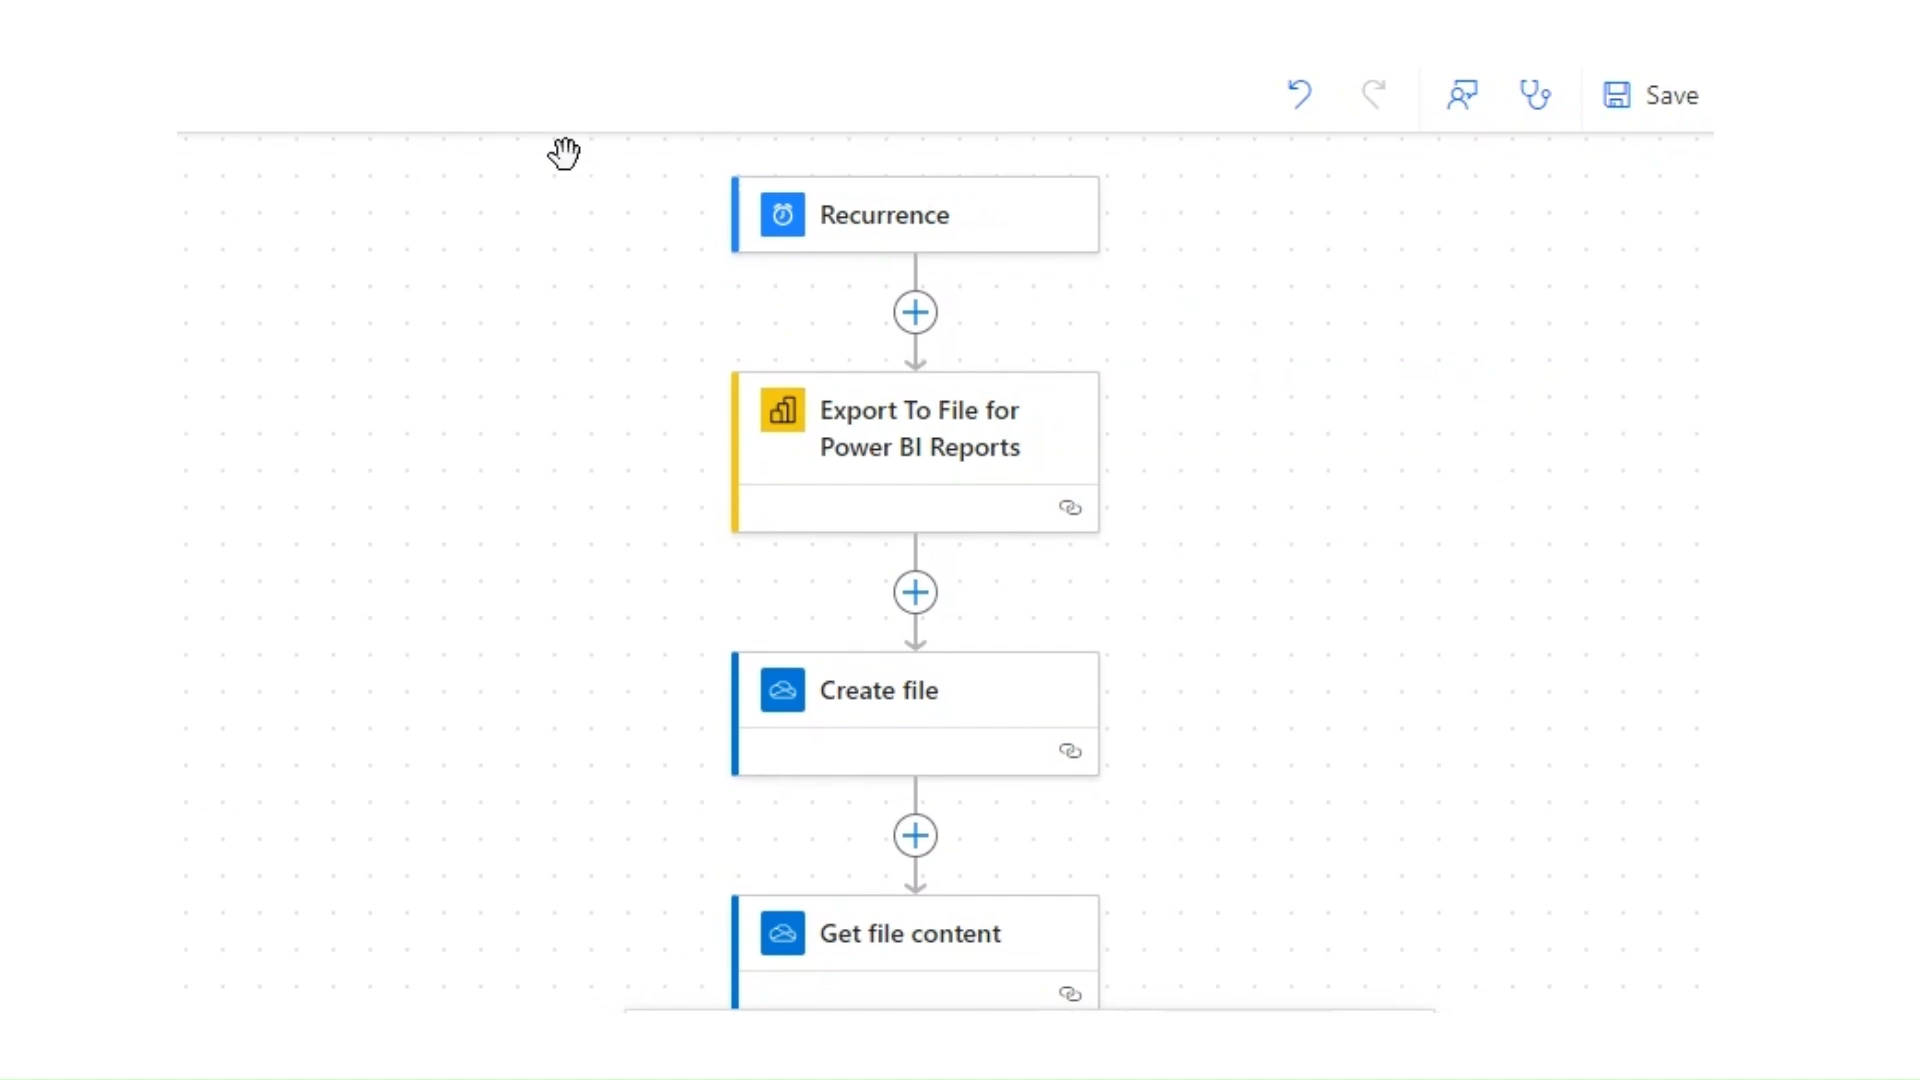 Save
Recurrence
Export To File for
Power BI Reports
Create file
Get file content